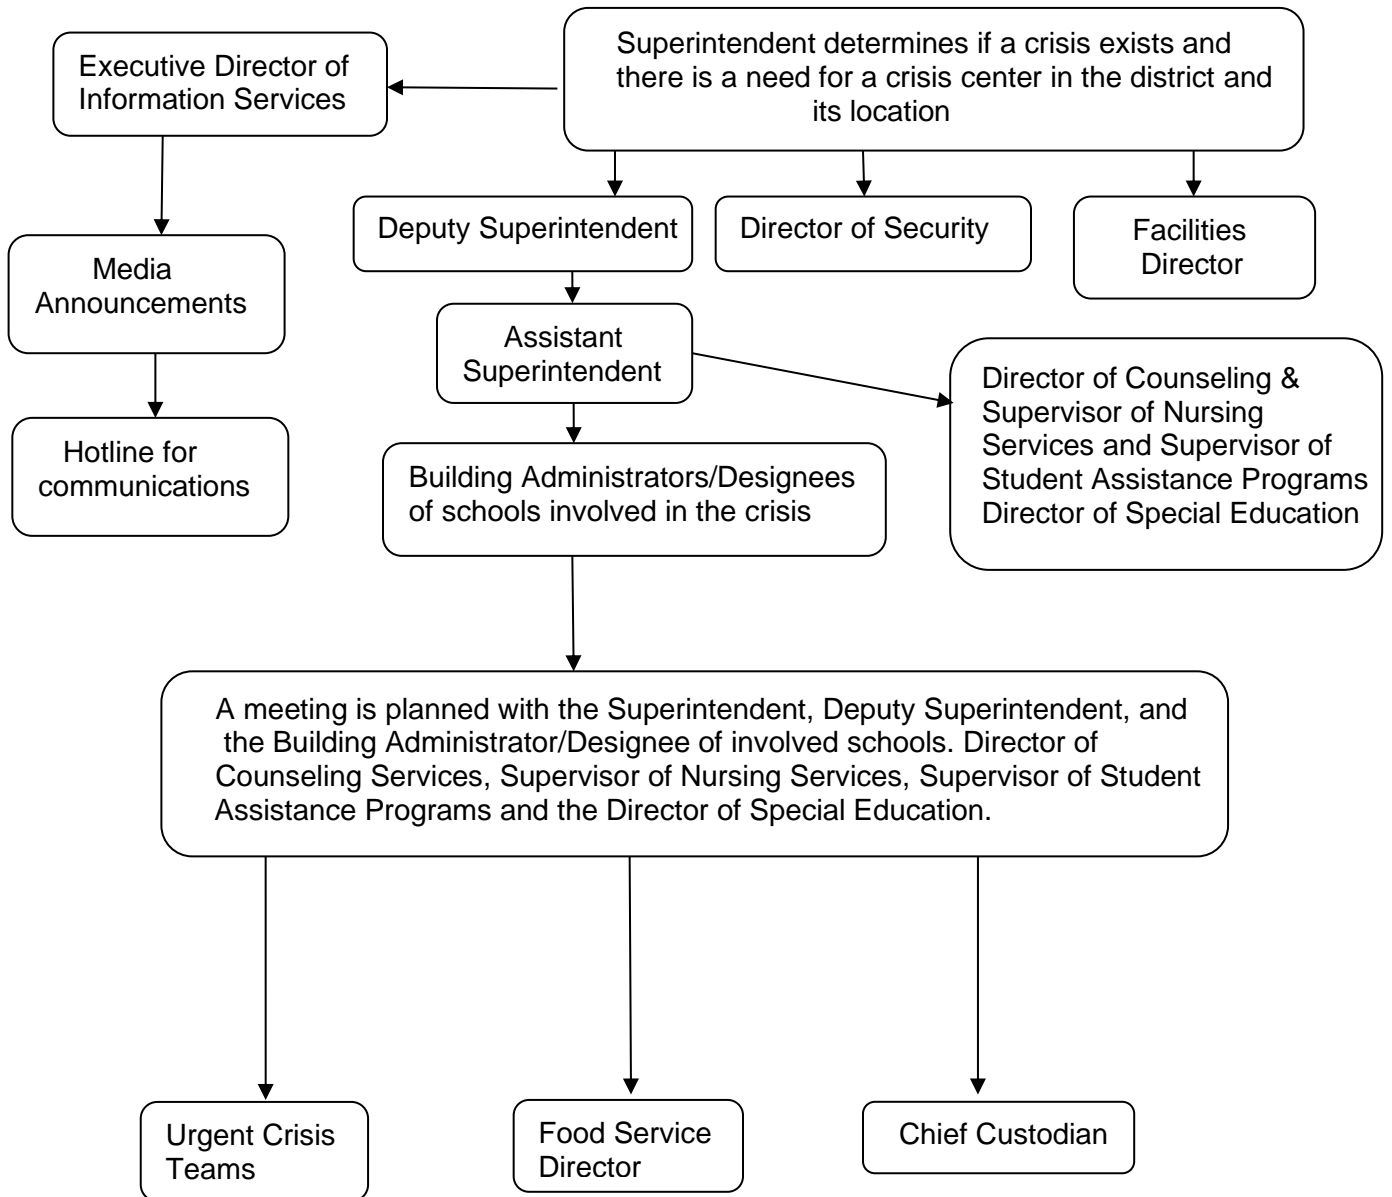 Executive Director of
Information Services
Superintendent determines if a crisis exists and
there is a need for a crisis center in the district and
its location
Deputy Superintendent
Director of Security
Facilities
Director
Media
Announcements
Assistant
Superintendent
Director of Counseling &
Supervisor of Nursing
Services and Supervisor of
Student Assistance Programs
Director of Special Education
Hotline for
communications
Building Administrators/Designees
of schools involved in the crisis
A meeting is planned with the Superintendent, Deputy Superintendent, and
the Building Administrator/Designee of involved schools. Director of
Counseling Services, Supervisor of Nursing Services, Supervisor of Student
Assistance Programs and the Director of Special Education.
Urgent Crisis
Teams
Food Service
Director
Chief Custodian